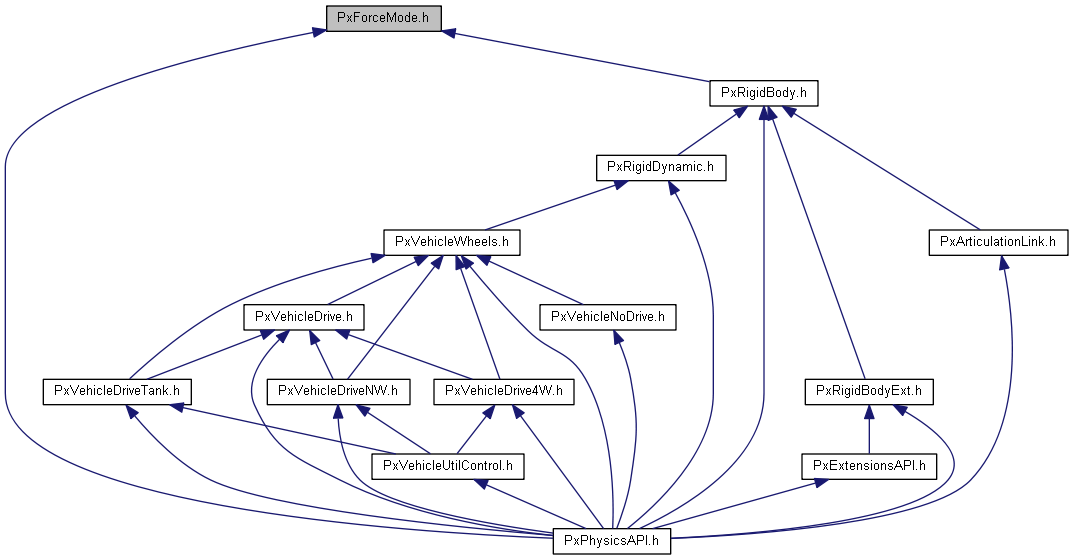 PxForceMode.h
PxRigidBody.h
PxRigidDynamic.h
PxVehicleWheels.h
PxArticulationLink.h
PxVehicleDrive.h
PxVehicleNoDrive.h
PxVehicleDriveTank.h
PxVehicleDriveNW.h
PxVehicleDrive4W.h
PxRigidBodyExt.h
PxVehicleUtilControl.h
PxExtensionsAPI.h
PxPhysicsAPI.h